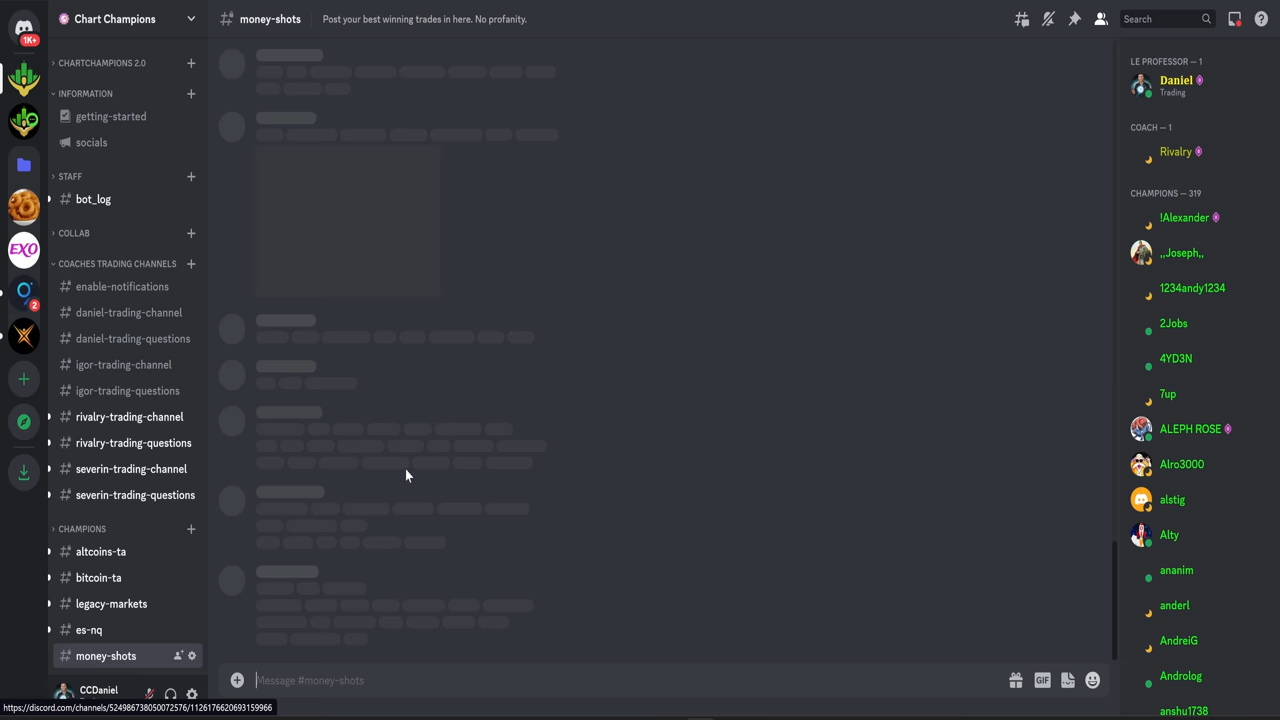 1K+
EXO
2
Chart Champions
CHARTCHAMPIONS 2.0
INFORMATION
getting-started
socials
STAFF
bot_log
COLLAB
COACHES TRADING CHANNELS
enable-notifications
daniel-trading-channel
daniel-trading-questions
igor-trading-channel
igor-trading-questions
rivalry-trading-channel
rivalry-trading-questions
severin-trading-channel
severin-trading-questions
CHAMPIONS
altcoins-ta
bitcoin-ta
legacy-markets
es-nq
money-shots
CCDaniel
https://discord.com/channels/524986738050072576/1126176620693159966
money-shots
Post your best winning trades in here. No profanity.
Search
Message #money-shots
GIF
LE PROFESSOR — 1
Daniel
Trading
COACH — 1
Rivalry
CHAMPIONS — 319
!Alexander
,,Joseph,,
1234andy1234
2Jobs
4YD3N
7up
ALEPH ROSE
Alro3000
alstig
Alty
ananim
anderl
AndreiG
Androlog
anshu1738